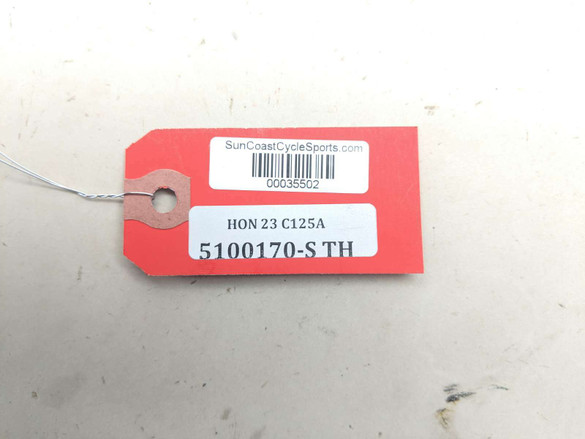 SunCoastCycleSports.com
00035502
HON 23 C125A
5100170-S TH